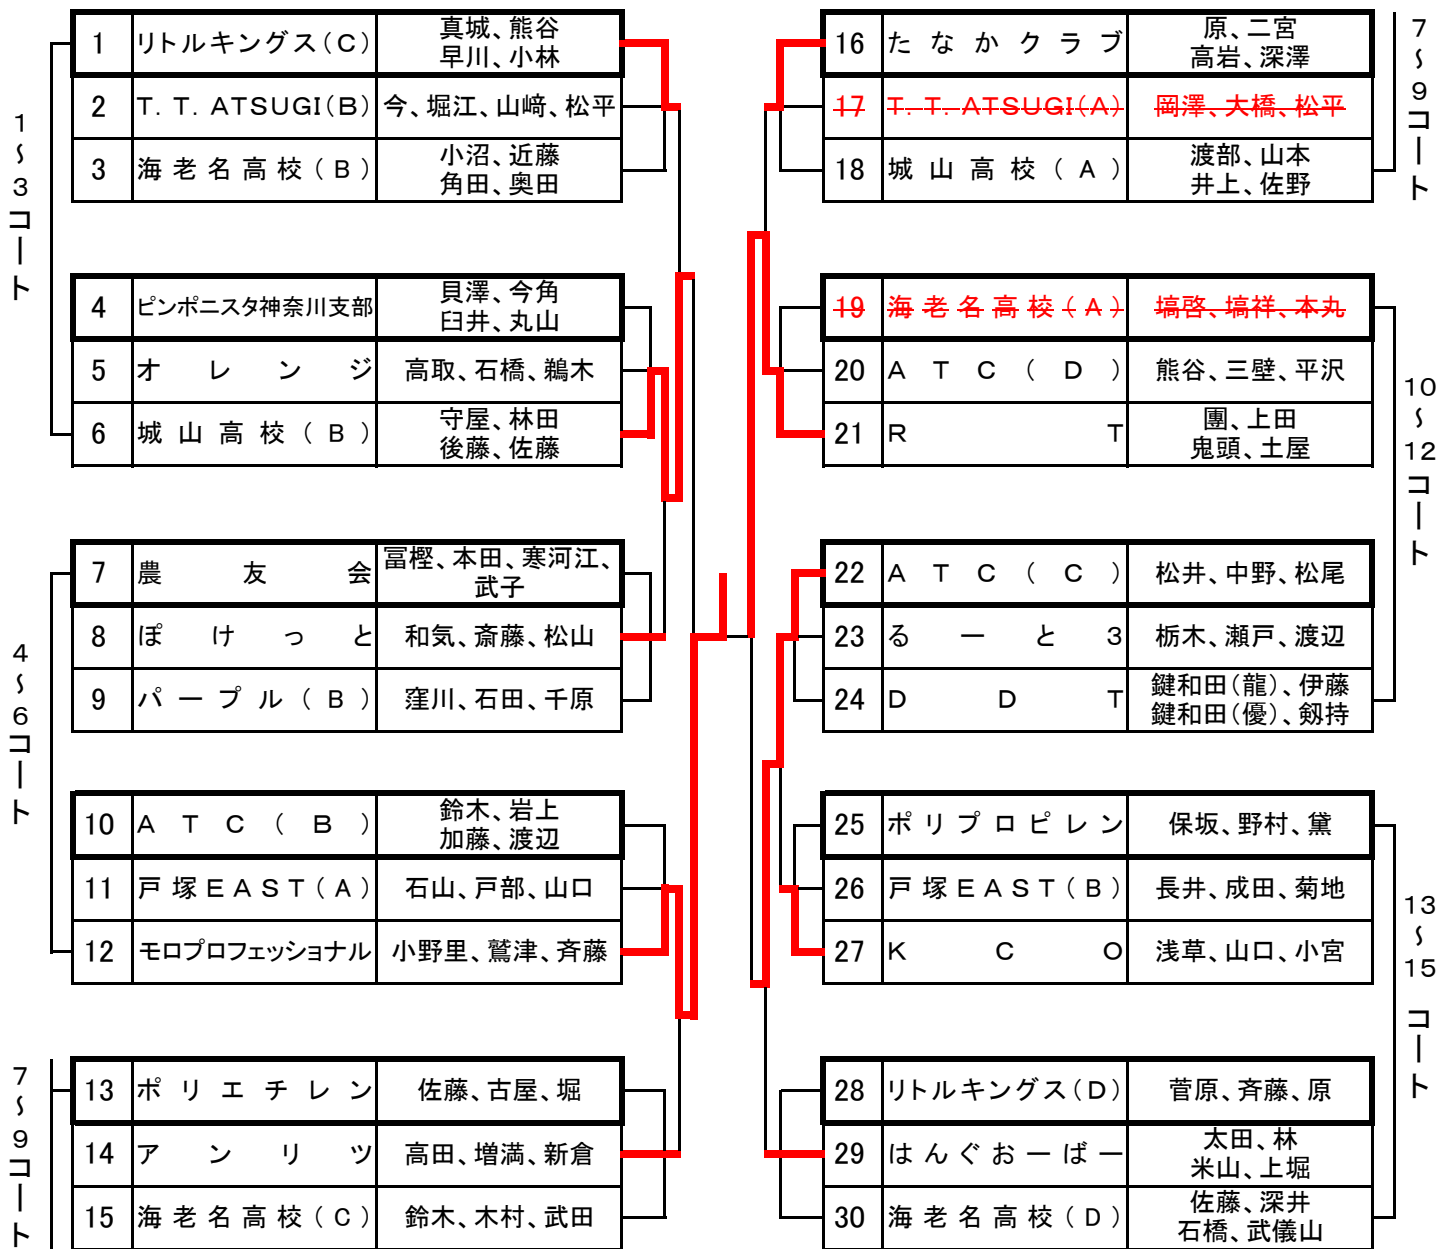 1～3コート
1 リトルキングス(C) 真城、熊谷
早川、小林
2 T.T.ATSUGI(B) 今、堀江、山﨑、松平
3 海老名高校(B) 小沼、近藤
角田、奥田
4 ピンポニスタ神奈川支部 貝澤、今角
臼井、丸山
5 オレンジ 高取、石橋、鵜木
6 城山高校(B) 守屋、林田
後藤、佐藤
4～6コート
7 農友会 冨樫、本田、寒河江、
武子
8 ぽけっと 和気、斎藤、松山
9 パープル(B) 窪川、石田、千原
10 ATC(B) 鈴木、岩上
加藤、渡辺
11 戸塚EAST(A) 石山、戸部、山口
12 モロプロフェッショナル 小野里、鷲津、斉藤
7～9コート
13 ポリエチレン 佐藤、古屋、堀
14 アンリツ 高田、増満、新倉
15 海老名高校(C) 鈴木、木村、武田
7～9コート
16 たなかクラブ 原、二宮
高岩、深澤
17 T.T.ATSUGI(A) 岡澤、大橋、松平
18 城山高校(A) 渡部、山本
井上、佐野
10～12コート
19 海老名高校(A) 塙啓、塙祥、本丸
20 ATC(D) 熊谷、三壁、平沢
21 RT 團、上田
鬼頭、土屋
22 ATC(C) 松井、中野、松尾
23 るーと3 栃木、瀬戸、渡辺
24 DDT 鍵和田(龍)、伊藤
鍵和田(優)、剱持
13～15コート
25 ポリプロピレン 保坂、野村、黛
26 戸塚EAST(B) 長井、成田、菊地
27 KCO 浅草、山口、小宮
28 リトルキングス(D) 菅原、斉藤、原
29 はんぐおーばー 太田、林
米山、上堀
30 海老名高校(D) 佐藤、深井
石橋、武儀山